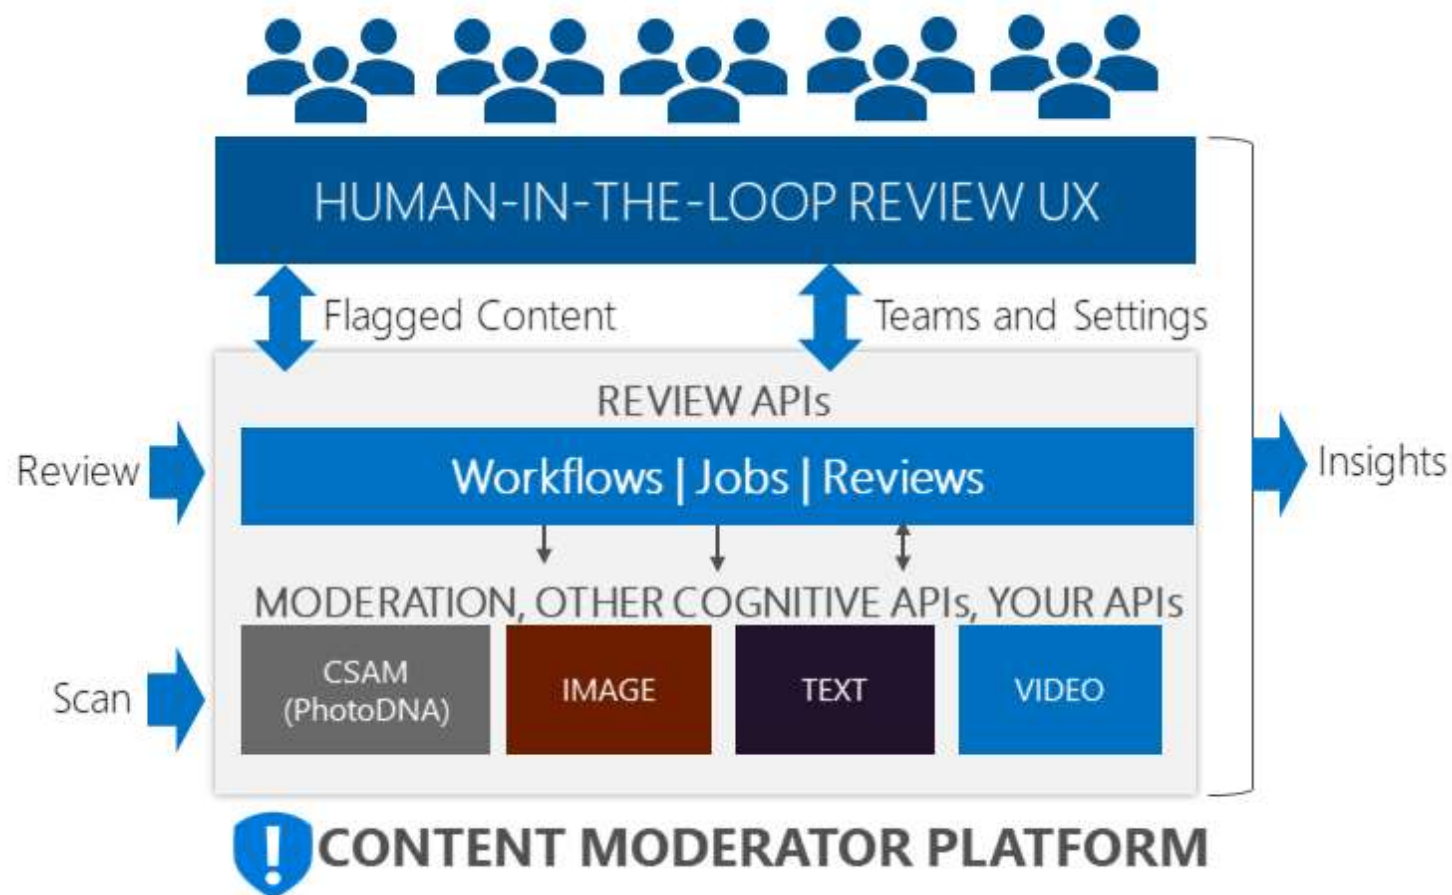 HUMAN-IN-THE-LOOP REVIEW UX
Flagged Content
Teams and Settings
REVIEW APIs
Review
Workflows | Jobs | Reviews
Insights
MODERATION, OTHER COGNITIVE APIs, YOUR APIs
Scan
CSAM
(PhotoDNA)
IMAGE
TEXT
VIDEO
CONTENT MODERATOR PLATFORM